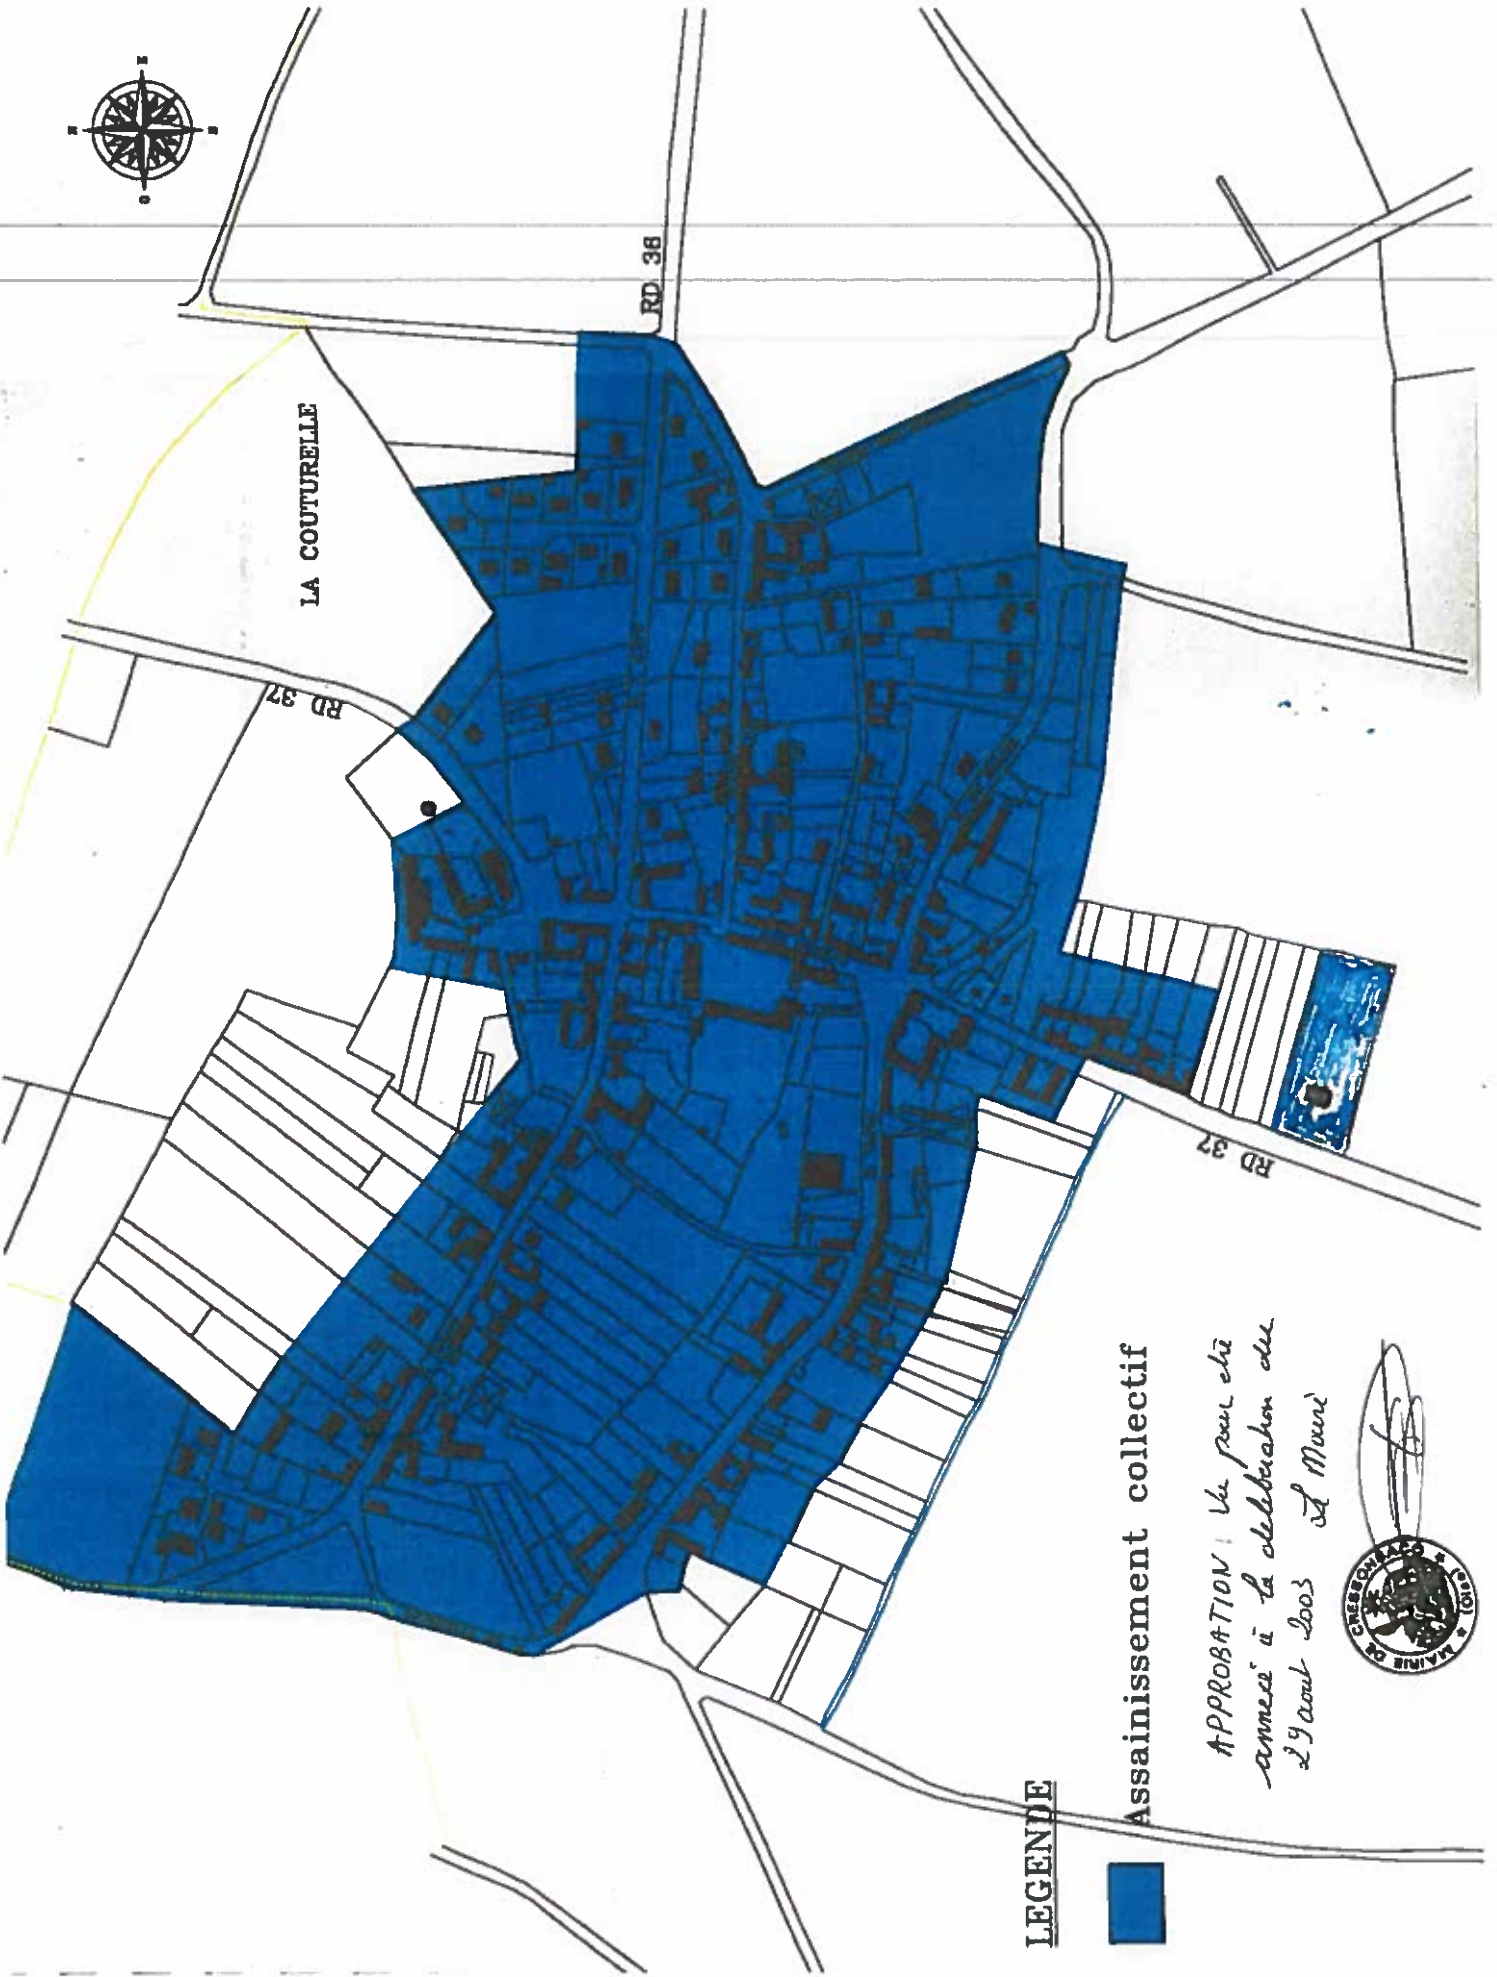 LA COUTURELLE
RD 36
RD 37
RD 37
LEGENDE
Assainissement collectif
APPROBATION: Vu pour être
annexé à la délibération du
29 août 2003 Le Maire
MAIRIE DE CRESSONSACQ
(Oise)
N
E
O